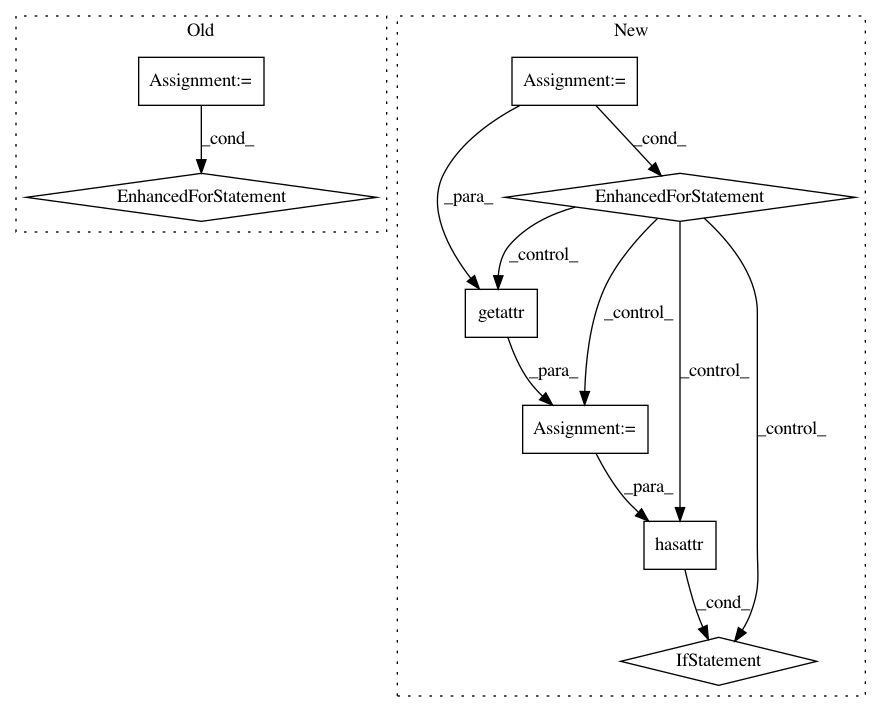 Old
New
Assignment:=
Assignment:=
_cond_
_cond_
EnhancedForStatement
EnhancedForStatement
_para_
_control_
getattr
_control_
_para_
_control_
Assignment:=
_control_
_para_
hasattr
_cond_
IfStatement